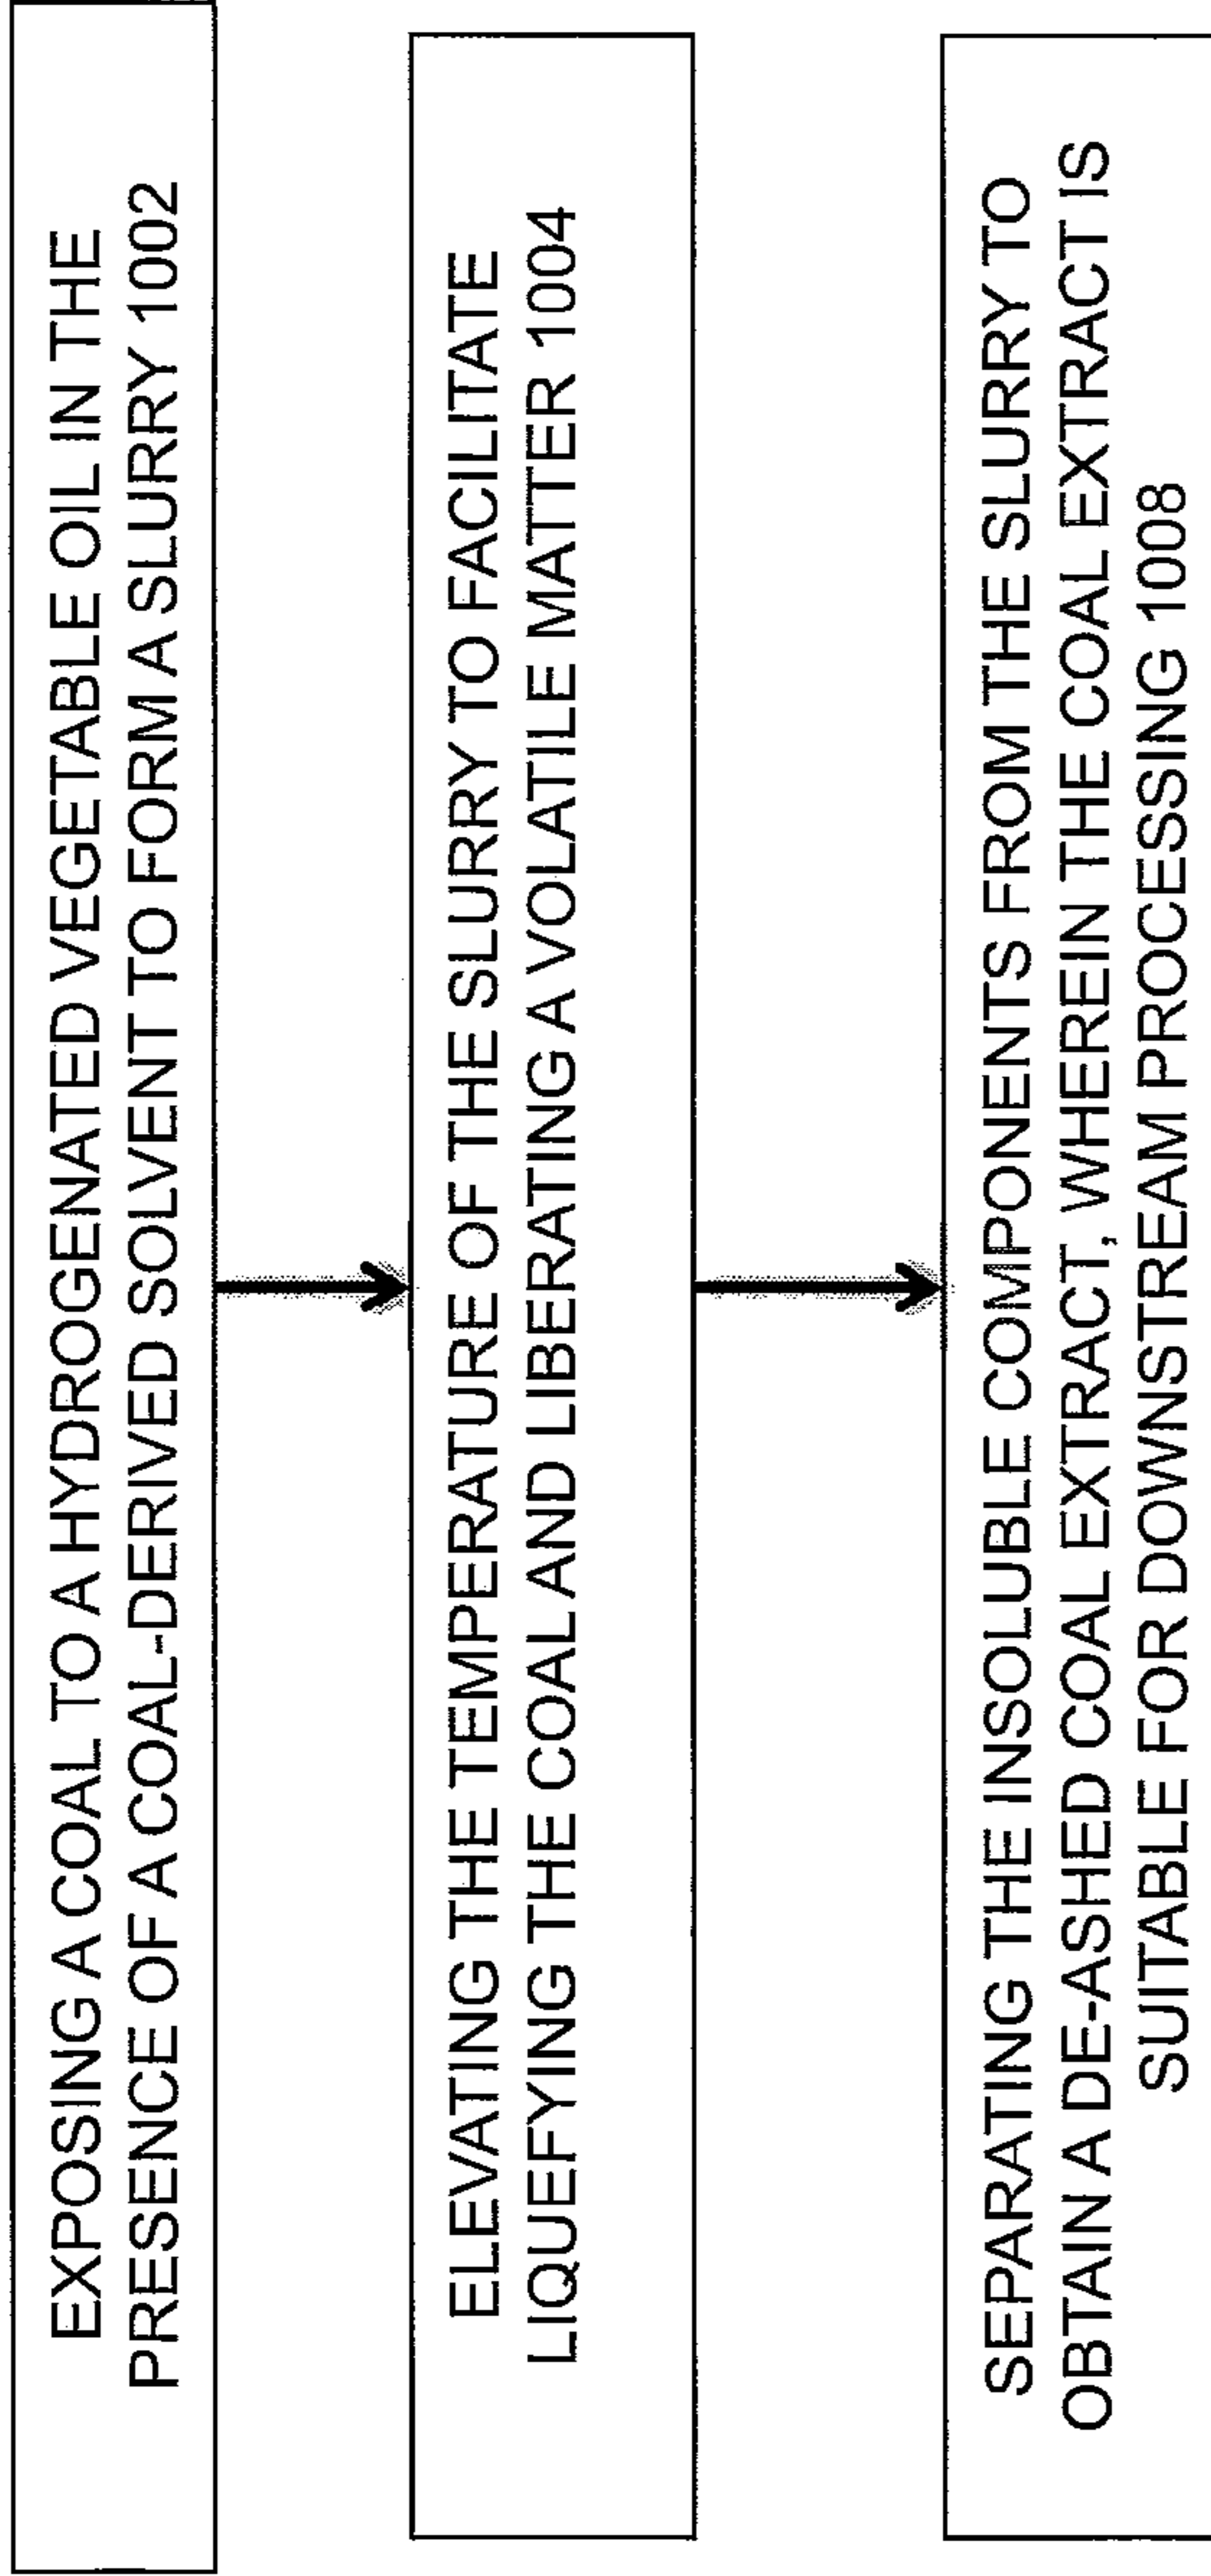 EXPOSING A COAL TO A HYDROGENATED VEGETABLE OIL IN THE
PRESENCE OF A COAL-DERIVED SOLVENT TO FORM A SLURRY 1002
ELEVATING THE TEMPERATURE OF THE SLURRY TO FACILITATE
LIQUEFYING THE COAL AND LIBERATING A VOLATILE MATTER 1004
SEPARATING THE INSOLUBLE COMPONENTS FROM THE SLURRY TO
OBTAIN A DE-ASHED COAL EXTRACT, WHEREIN THE COAL EXTRACT IS
SUITABLE FOR DOWNSTREAM PROCESSING 1008